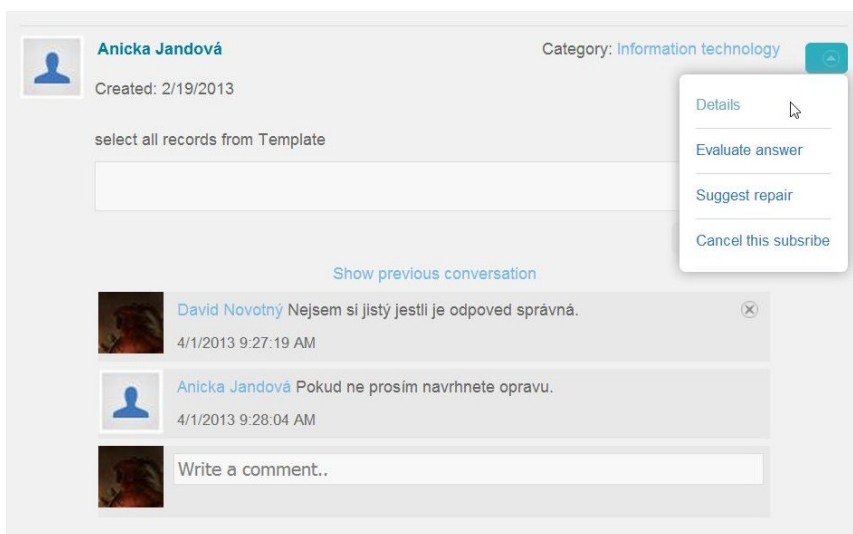 Anicka Jandová
Category: Information technology
Created: 2/19/2013
select all records from Template
Details
Evaluate answer
Suggest repair
Cancel this subsribe
Show previous conversation
David Novotný Nejsem si jistý jestli je odpoved správná.
4/1/2013 9:27:19 AM
Anicka Jandová Pokud ne prosím navrhnete opravu.
4/1/2013 9:28:04 AM
Write a comment..